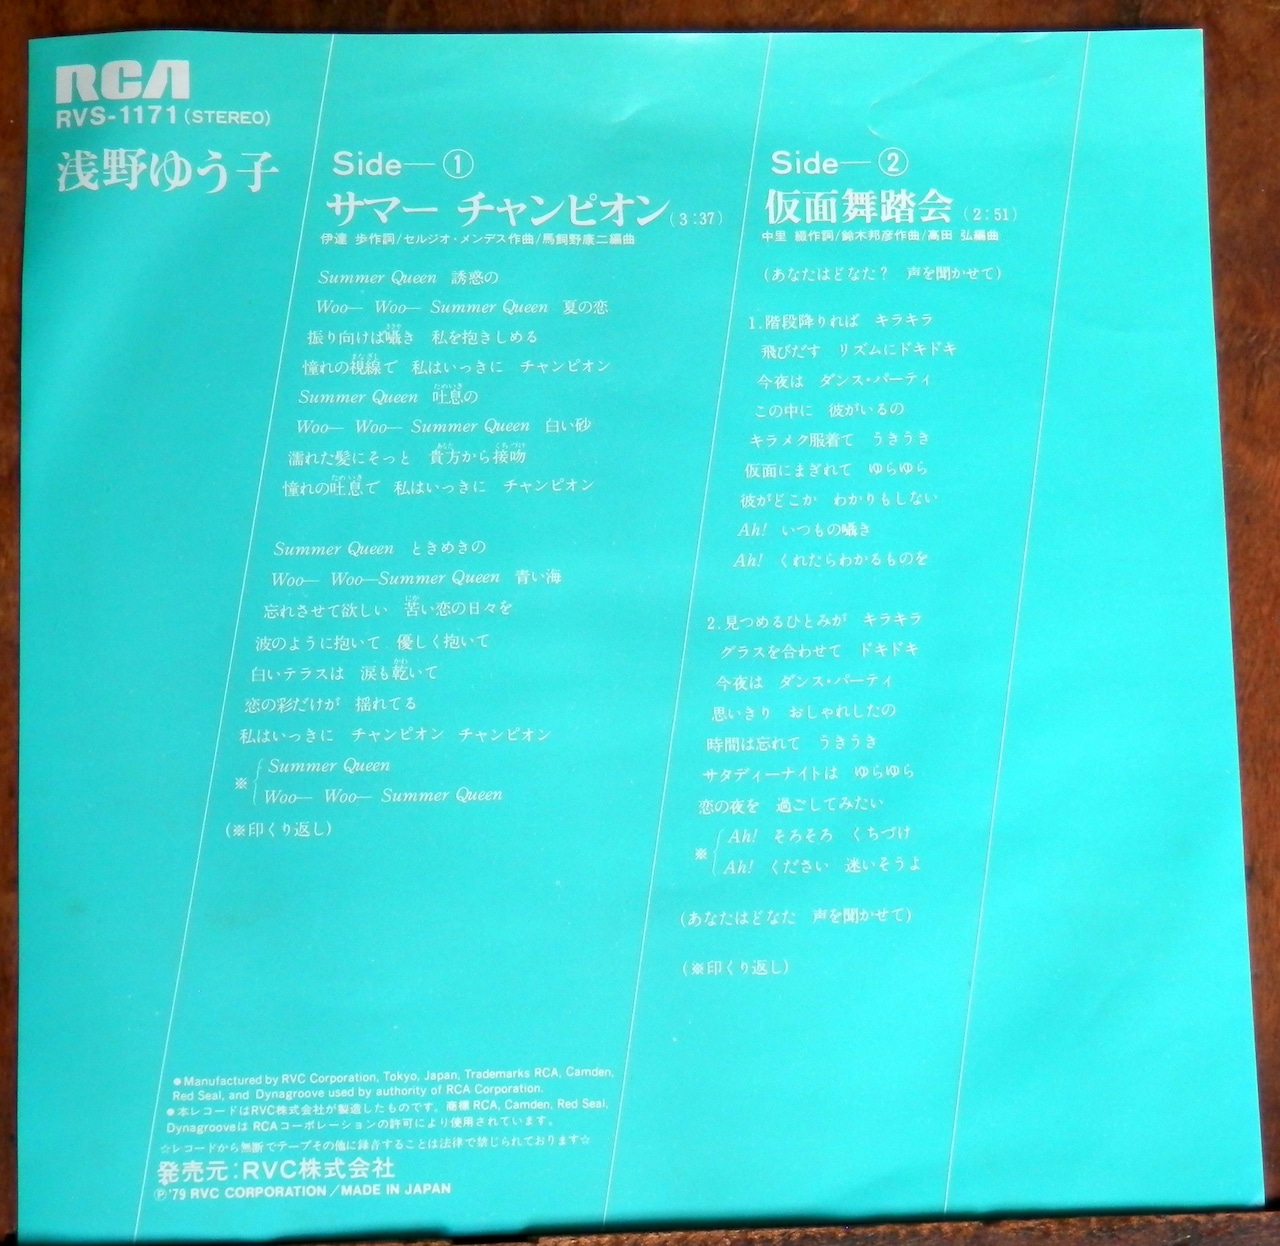 RCA
RVS-1171(STEREO)
浅野ゆう子
Side—①
サマー チャンピオン(3:37)
伊達 歩作詞/セルジオ・メンデス作曲/馬飼野康二編曲
Summer Queen 誘惑の
Woo— Woo— Summer Queen 夏の恋
振り向けば囁き 私を抱きしめる
憧れの視線で 私はいっきに チャンピオン
Summer Queen 吐息の
Woo— Woo— Summer Queen 白い砂
濡れた髪にそっと 貴方から接吻
憧れの吐息で 私はいっきに チャンピオン
Summer Queen ときめきの
Woo— Woo—Summer Queen 青い海
忘れさせて欲しい 苦い恋の日々を
波のように抱いて 優しく抱いて
白いテラスは 涙も乾いて
恋の彩だけが 揺れてる
私はいっきに チャンピオン チャンピオン
※ Summer Queen
Woo— Woo— Summer Queen
(※印くり返し)
Side—②
仮面舞踏会(2:51)
中里 綴作詞/鈴木邦彦作曲/高田 弘編曲
(あなたはどなた? 声を聞かせて)
1.階段降りれば キラキラ
飛びだす リズムにドキドキ
今夜は ダンス・パーティ
この中に 彼がいるの
キラメク服着て うきうき
仮面にまぎれて ゆらゆら
彼がどこか わかりもしない
Ah! いつもの囁き
Ah! くれたらわかるものを
2.見つめるひとみが キラキラ
グラスを合わせて ドキドキ
今夜は ダンス・パーティ
思いきり おしゃれしたの
時間は忘れて うきうき
サタディーナイトは ゆらゆら
恋の夜を 過ごしてみたい
※ Ah! そろそろ くちづけ
Ah! ください 迷いそうよ
(あなたはどなた 声を聞かせて)
(※印くり返し)
●Manufactured by RVC Corporation, Tokyo, Japan, Trademarks RCA, Camden,
Red Seal, and Dynagroove used by authority of RCA Corporation.
●本レコードはRVC株式会社が製造したものです。商標 RCA, Camden, Red Seal,
Dynagrooveは RCAコーポレーションの許可により使用されています。
☆レコードから無断でテープその他に録音することは法律で禁じられております☆
発売元:RVC株式会社
Ⓟ'79 RVC CORPORATION/MADE IN JAPAN